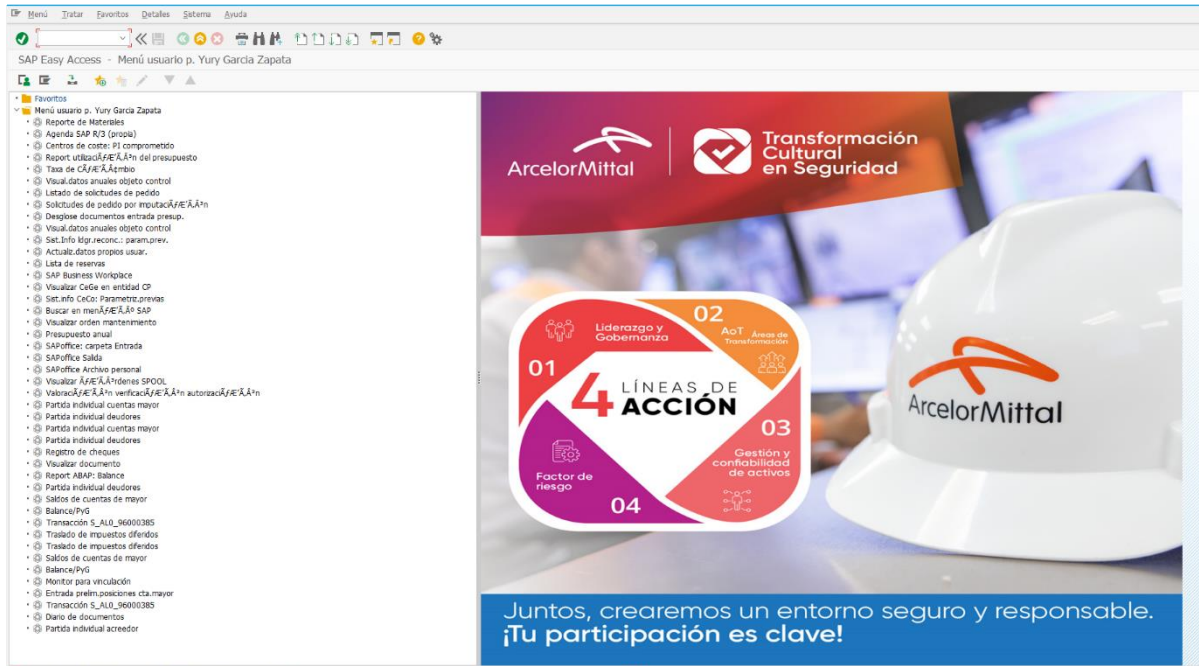 Menú Tratar Favoritos Detalles Sistema Ayuda
SAP Easy Access - Menú usuario p. Yury Garcia Zapata
Favoritos
Menú usuario p. Yury Garcia Zapata
Reporte de Materiales
Agenda SAP R/3 (propia)
Centros de coste: PI comprometido
Report utilizaciÃƒÆ’Ã‚Â³n del presupuesto
Taxa de CÃƒÆ’Ã‚Â¢mbio
Visual.datos anuales objeto control
Listado de solicitudes de pedido
Solicitudes de pedido por imputaciÃƒÆ’Ã‚Â³n
Desglose documentos entrada presup.
Visual.datos anuales objeto control
Sist.Info ldgr.reconc.: param.prev.
Actualiz.datos propios usuar.
Lista de reservas
SAP Business Workplace
Visualizar CeGe en entidad CP
Sist.info CeCo: Parametriz.previas
Buscar en menÃƒÆ’Ã‚Âº SAP
Visualizar orden mantenimiento
Presupuesto anual
SAPoffice: carpeta Entrada
SAPoffice Salida
SAPoffice Archivo personal
Visualizar ÃƒÆ’Ã‚Â³rdenes SPOOL
ValoraciÃƒÆ’Ã‚Â³n verificaciÃƒÆ’Ã‚Â³n autorizaciÃƒÆ’Ã‚Â³n
Partida individual cuentas mayor
Partida individual deudores
Partida individual cuentas mayor
Partida individual deudores
Registro de cheques
Visualizar documento
Report ABAP: Balance
Partida individual deudores
Saldos de cuentas de mayor
Balance/PyG
Transacción S_AL0_96000385
Traslado de impuestos diferidos
Traslado de impuestos diferidos
Saldos de cuentas de mayor
Balance/PyG
Monitor para vinculación
Entrada prelim.posiciones cta.mayor
Transacción S_AL0_96000385
Diario de documentos
Partida individual acreedor
ArcelorMittal
Transformación
Cultural
en Seguridad
01
Liderazgo y
Gobernanza
02
AoT Áreas de
Transformación
4 LÍNEAS DE
ACCIÓN
03
Gestión y
confiabilidad
de activos
Factor de
riesgo
04
ArcelorMittal
Juntos, crearemos un entorno seguro y responsable.
¡Tu participación es clave!